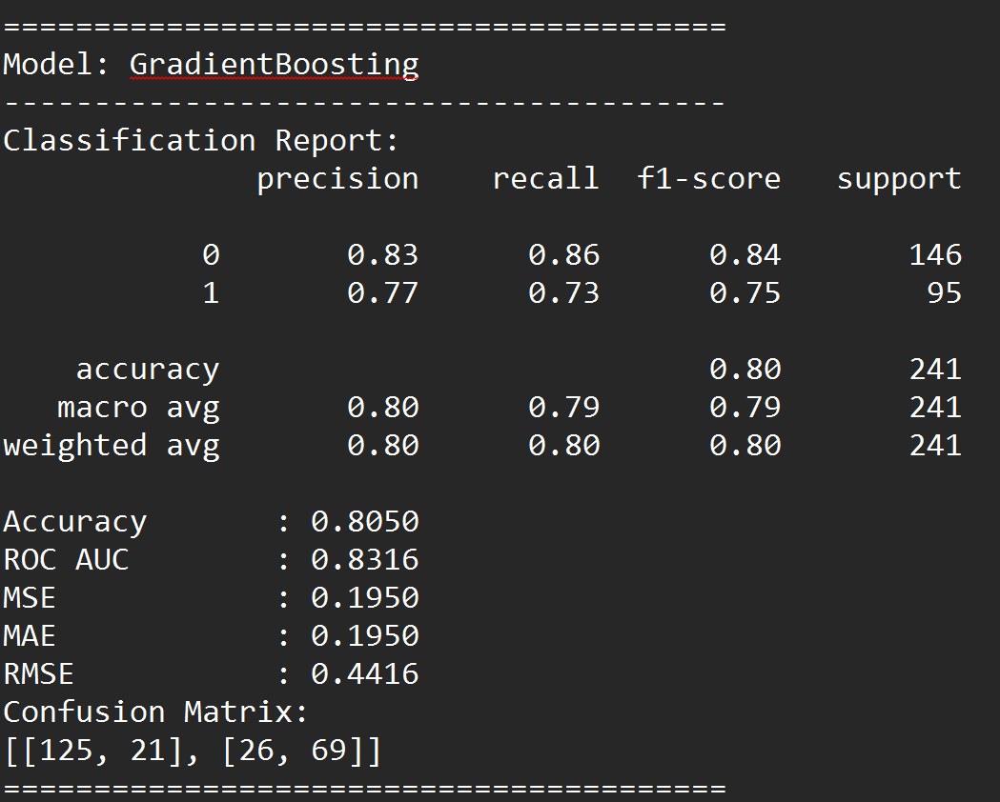 ========================================
Model: GradientBoosting
----------------------------------------
Classification Report:
              precision    recall  f1-score   support

           0       0.83      0.86      0.84       146
           1       0.77      0.73      0.75        95

    accuracy                           0.80       241
   macro avg       0.80      0.79      0.79       241
weighted avg       0.80      0.80      0.80       241

Accuracy       : 0.8050
ROC AUC        : 0.8316
MSE            : 0.1950
MAE            : 0.1950
RMSE           : 0.4416
Confusion Matrix:
[[125, 21], [26, 69]]
========================================